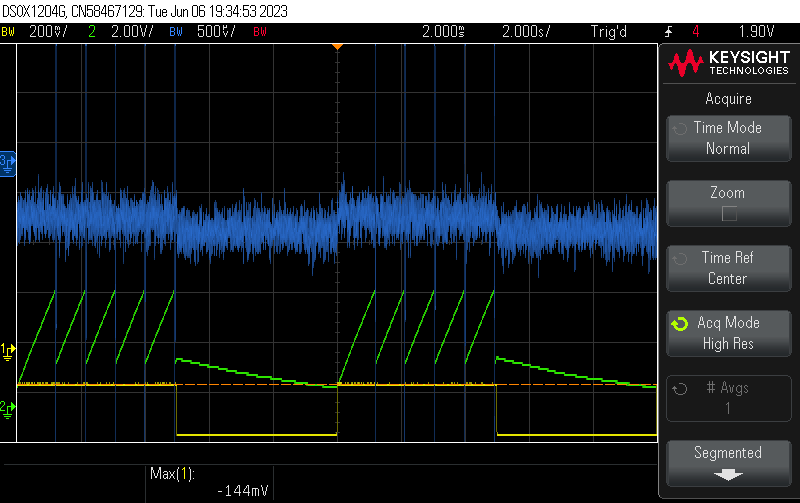 DSOX1204G, CN58467129: Tue Jun 06 19:34:53 2023
BW 200㎷/ 2 2.00V/ BW 500㎷/ BW 2.000s 2.000s/ Trig'd 4 1.90V
KEYSIGHT
TECHNOLOGIES
Acquire
Time Mode
Normal
Zoom
3
Time Ref
Center
1
Acq Mode
High Res
2
# Avgs
1
Segmented
Max(1):
-144mV